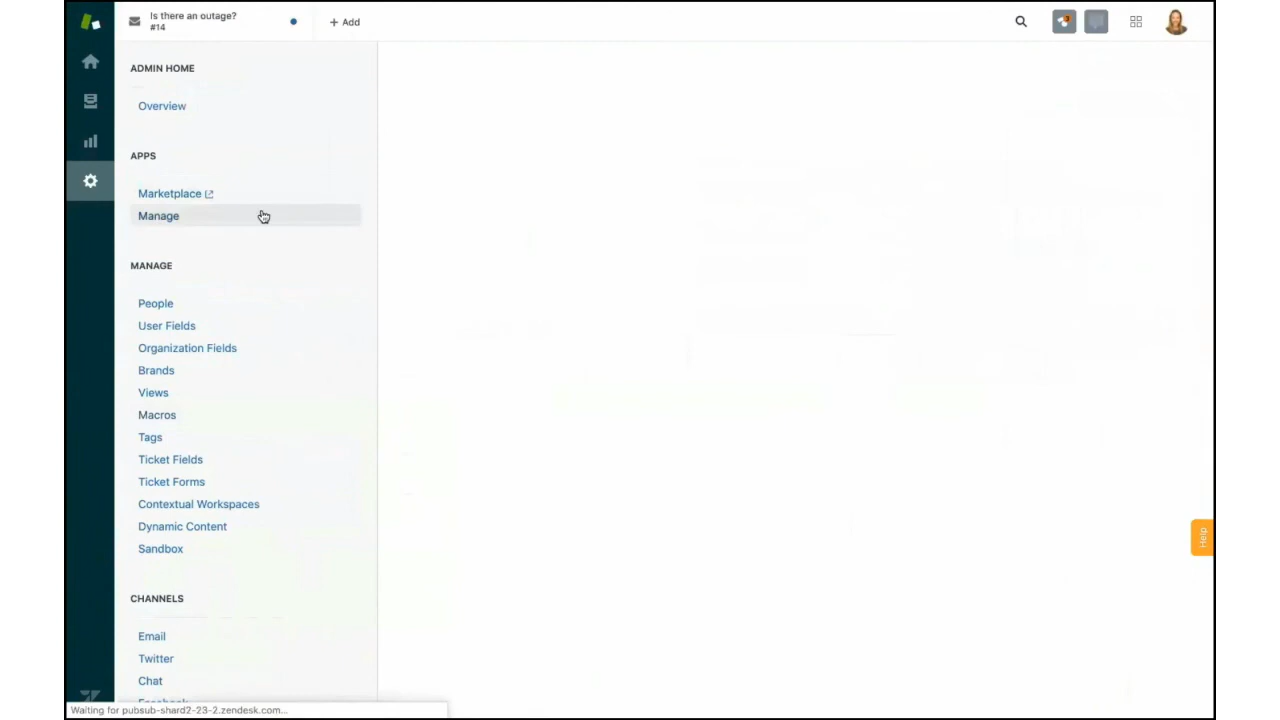 Is there an outage?
#14
+ Add
ADMIN HOME
Overview
APPS
Marketplace
Manage
MANAGE
People
User Fields
Organization Fields
Brands
Views
Macros
Tags
Ticket Fields
Ticket Forms
Contextual Workspaces
Dynamic Content
Sandbox
Help
CHANNELS
Email
Twitter
Chat
Facebook
Waiting for pubsub-shard2-23-2.zendesk.com...